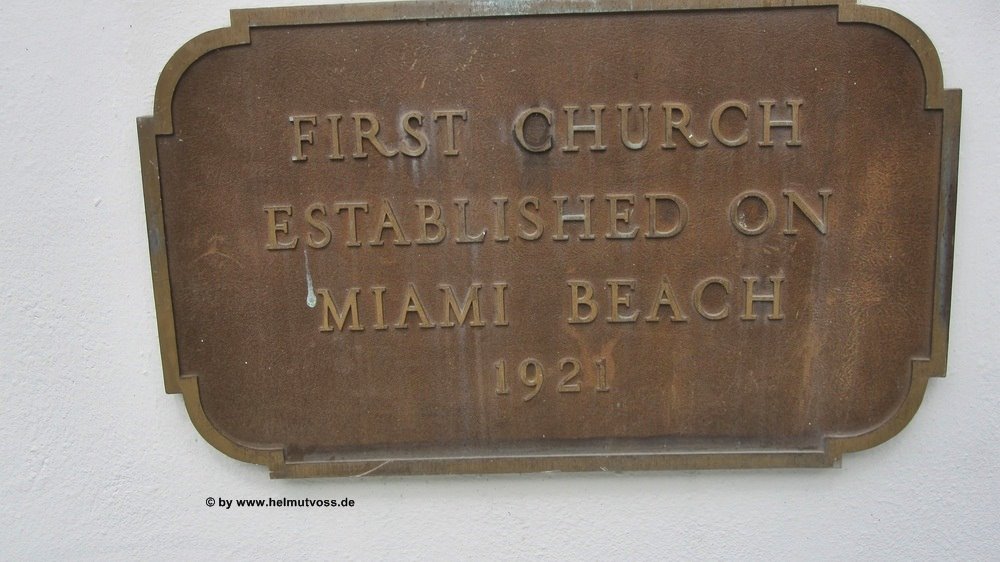 FIRST CHURCH
ESTABLISHED ON
MIAMI BEACH
1921
© by www.helmutvoss.de